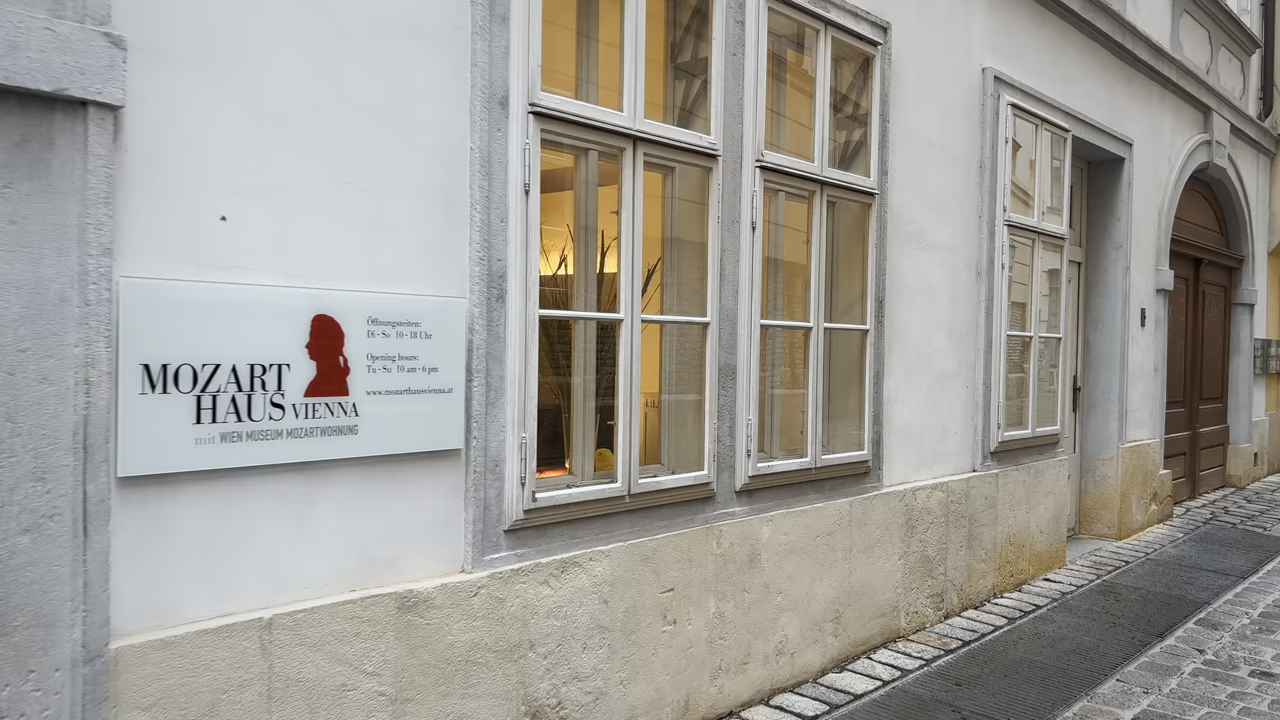 MOZART
HAUS VIENNA
mit WIEN MUSEUM MOZARTWOHNUNG
Öffnungszeiten:
Di - So 10 - 18 Uhr
Opening hours:
Tu - Su 10 am - 6 pm
www.mozarthausvienna.at